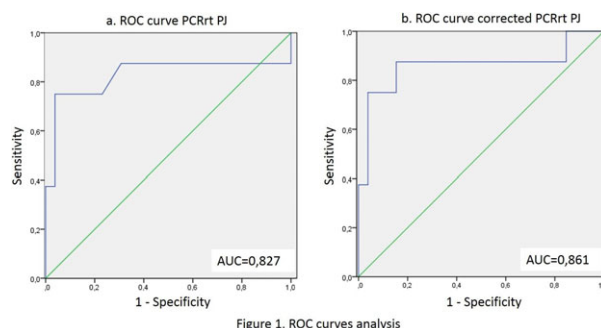 a. ROC curve PCRrt PJ
1,0
0,8
0,6
0,4
0,2
0,0
Sensitivity
AUC=0,827
,0 0,2 0,4 0,6 0,8 1,0
1 - Specificity
b. ROC curve corrected PCRrt PJ
1,0
0,8
0,6
0,4
0,2
0,0
Sensitivity
AUC=0,861
,0 0,2 0,4 0,6 0,8 1,0
1 - Specificity
Figure 1. ROC curves analysis